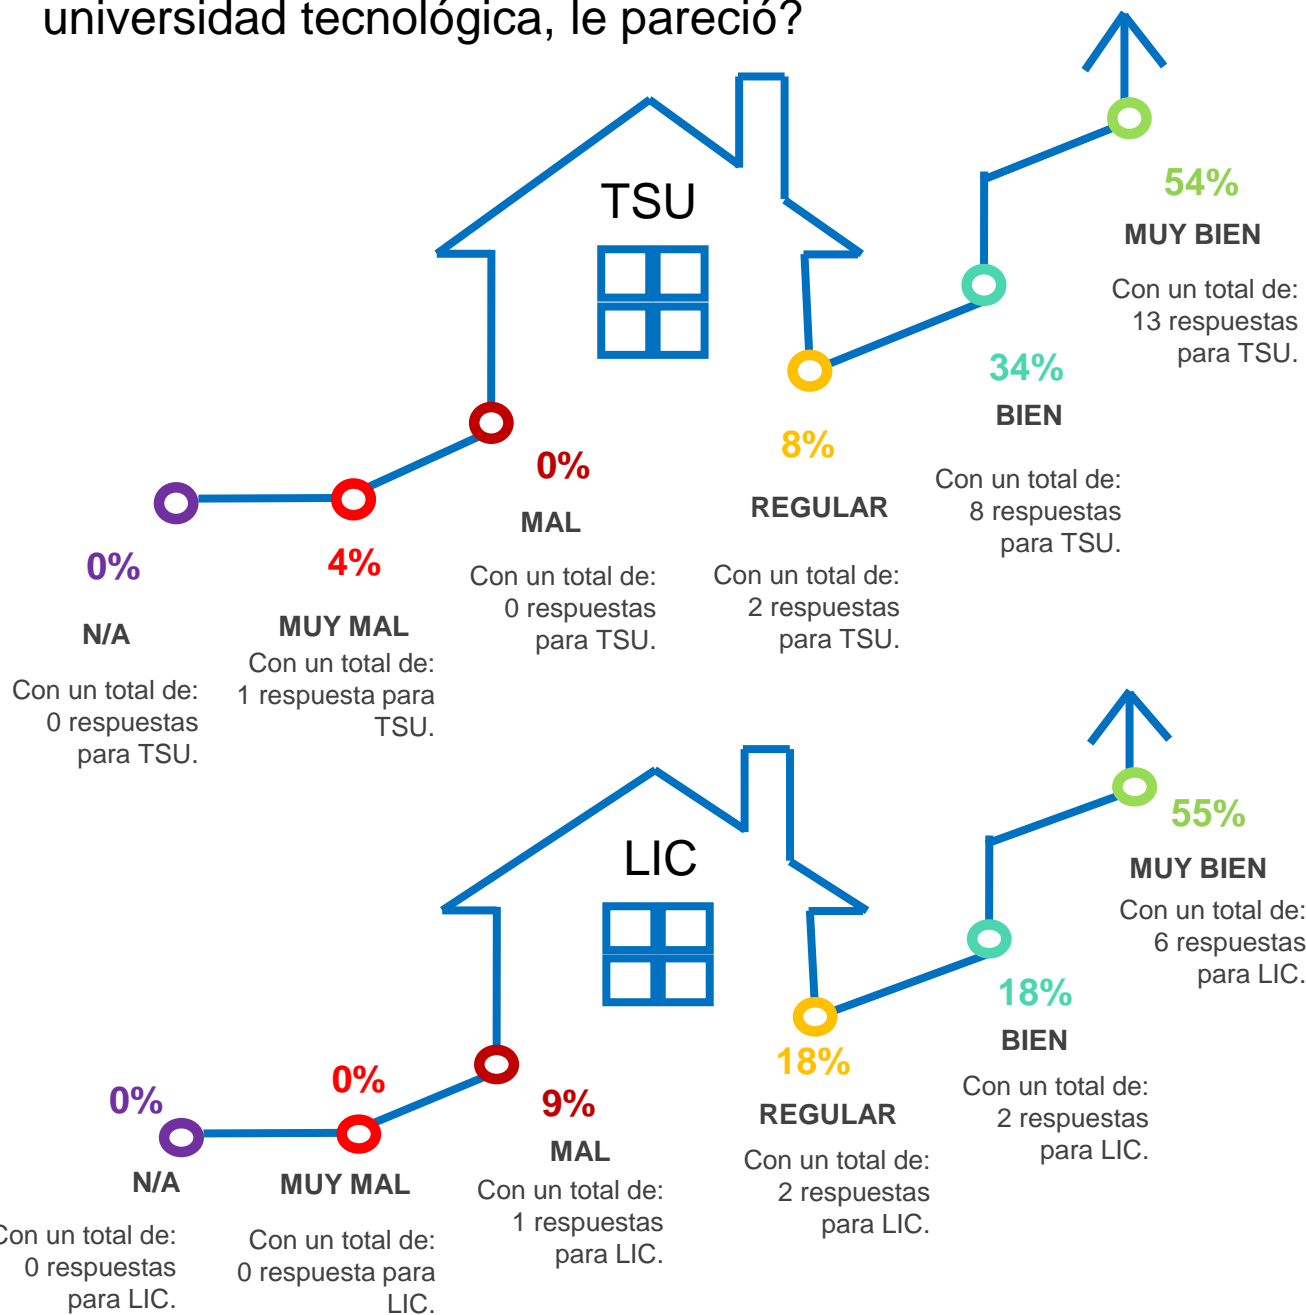 universidad tecnológica, le pareció?
TSU
54%
MUY BIEN
Con un total de:
13 respuestas
para TSU.
34%
BIEN
Con un total de:
8 respuestas
para TSU.
8%
REGULAR
Con un total de:
2 respuestas
para TSU.
0%
MAL
Con un total de:
0 respuestas
para TSU.
4%
MUY MAL
Con un total de:
1 respuesta para
TSU.
0%
N/A
Con un total de:
0 respuestas
para TSU.
LIC
55%
MUY BIEN
Con un total de:
6 respuestas
para LIC.
18%
BIEN
Con un total de:
2 respuestas
para LIC.
18%
REGULAR
Con un total de:
2 respuestas
para LIC.
9%
MAL
Con un total de:
1 respuestas
para LIC.
0%
MUY MAL
Con un total de:
0 respuesta para
LIC.
0%
N/A
Con un total de:
0 respuestas
para LIC.